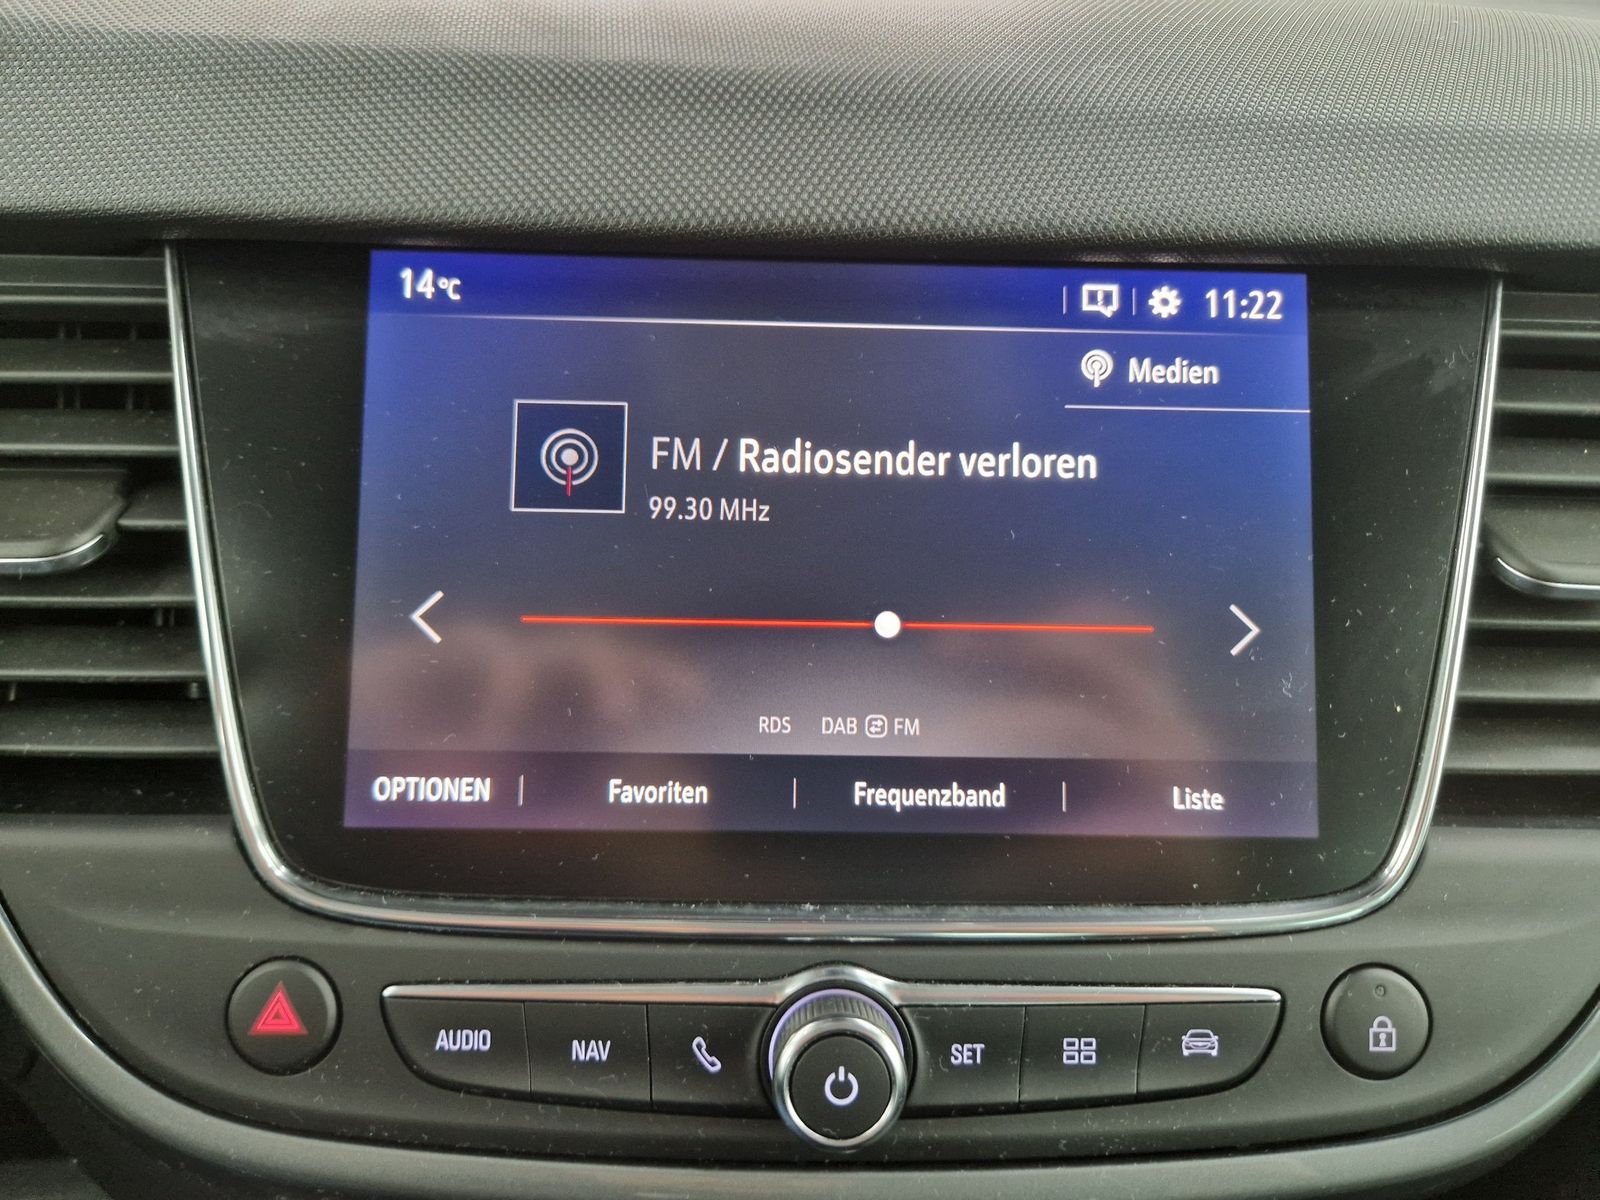 14°C
11:22
Medien
FM / Radiosender verloren
99.30 MHz
RDS DAB FM
OPTIONEN | Favoriten | Frequenzband | Liste
AUDIO NAV SET